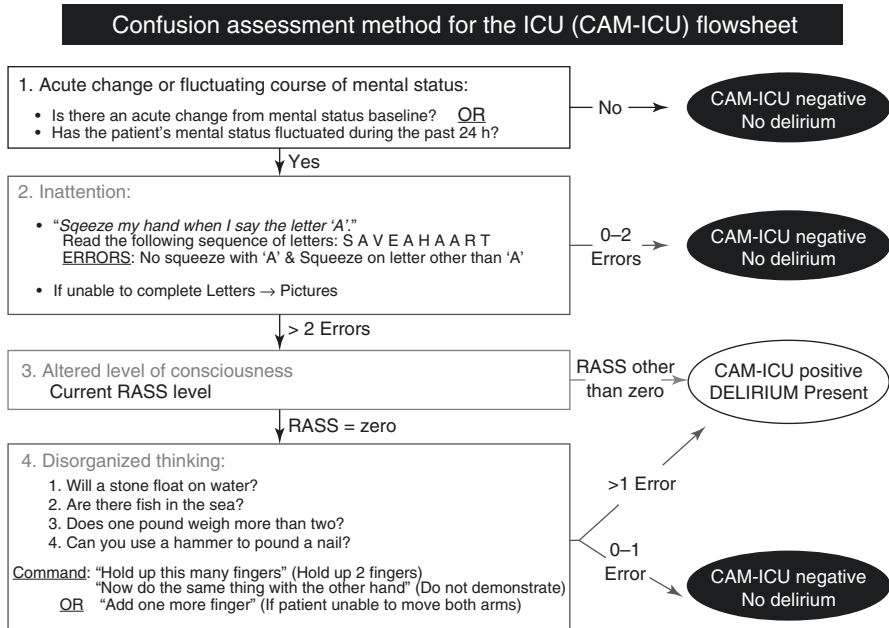 Confusion assessment method for the ICU (CAM-ICU) flowsheet
1. Acute change or fluctuating course of mental status:
• Is there an acute change from mental status baseline? OR
• Has the patient's mental status fluctuated during the past 24 h?
No
CAM-ICU negative
No delirium
Yes
2. Inattention:
• “Sqeeze my hand when I say the letter ‘A’.”
Read the following sequence of letters: S A V E A H A A R T
ERRORS: No squeeze with ‘A’ & Squeeze on letter other than ‘A’
• If unable to complete Letters → Pictures
0–2
Errors
CAM-ICU negative
No delirium
> 2 Errors
3. Altered level of consciousness
Current RASS level
RASS other
than zero
CAM-ICU positive
DELIRIUM Present
RASS = zero
4. Disorganized thinking:
1. Will a stone float on water?
2. Are there fish in the sea?
3. Does one pound weigh more than two?
4. Can you use a hammer to pound a nail?
Command: “Hold up this many fingers” (Hold up 2 fingers)
“Now do the same thing with the other hand” (Do not demonstrate)
OR “Add one more finger” (If patient unable to move both arms)
>1 Error
0–1
Error
CAM-ICU negative
No delirium